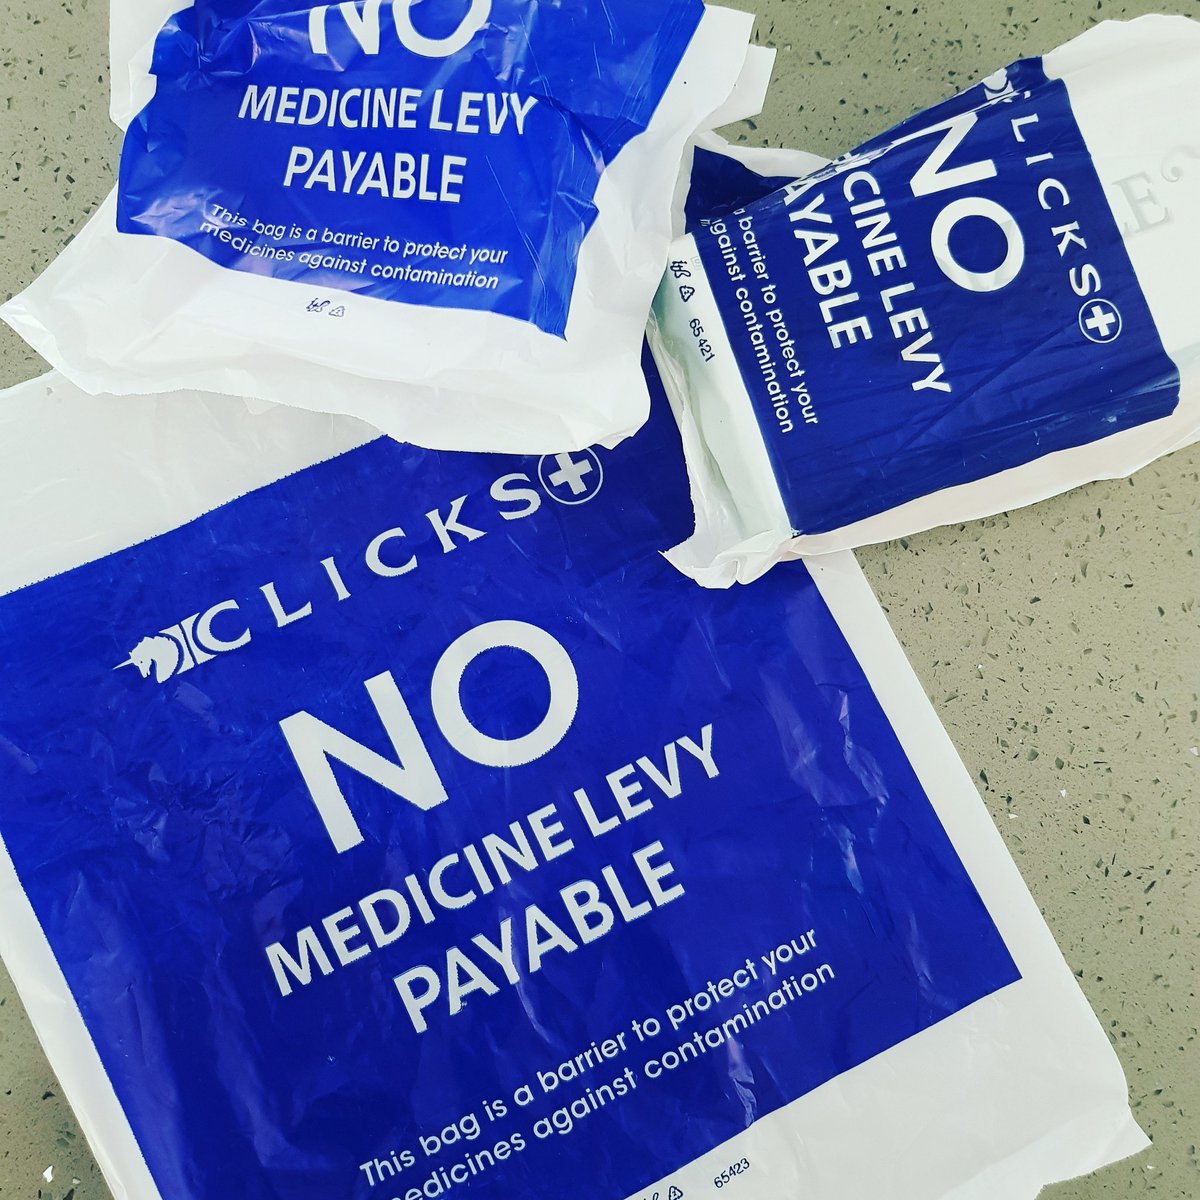 NO
MEDICINE LEVY
PAYABLE
This bag is a barrier to protect your
medicines against contamination
CLICKS
NO
CINE LEVY
AYABLE
a barrier to protect your
against contamination
65421
CLICKS
NO
MEDICINE LEVY
PAYABLE
This bag is a barrier to protect your
medicines against contamination
65423